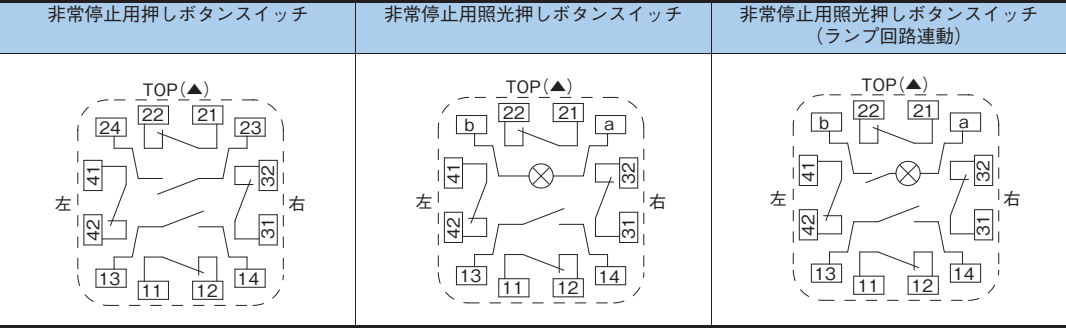 非常停止用押しボタンスイッチ
非常停止用照光押しボタンスイッチ
非常停止用照光押しボタンスイッチ
（ランプ回路連動）
TOP(▲)
22 21
24 23
41 32
左 右
42 31
13 14
11 12
TOP(▲)
22 21
b a
41 32
左 右
42 31
13 14
11 12
TOP(▲)
22 21
b a
41 32
左 右
42 31
13 14
11 12